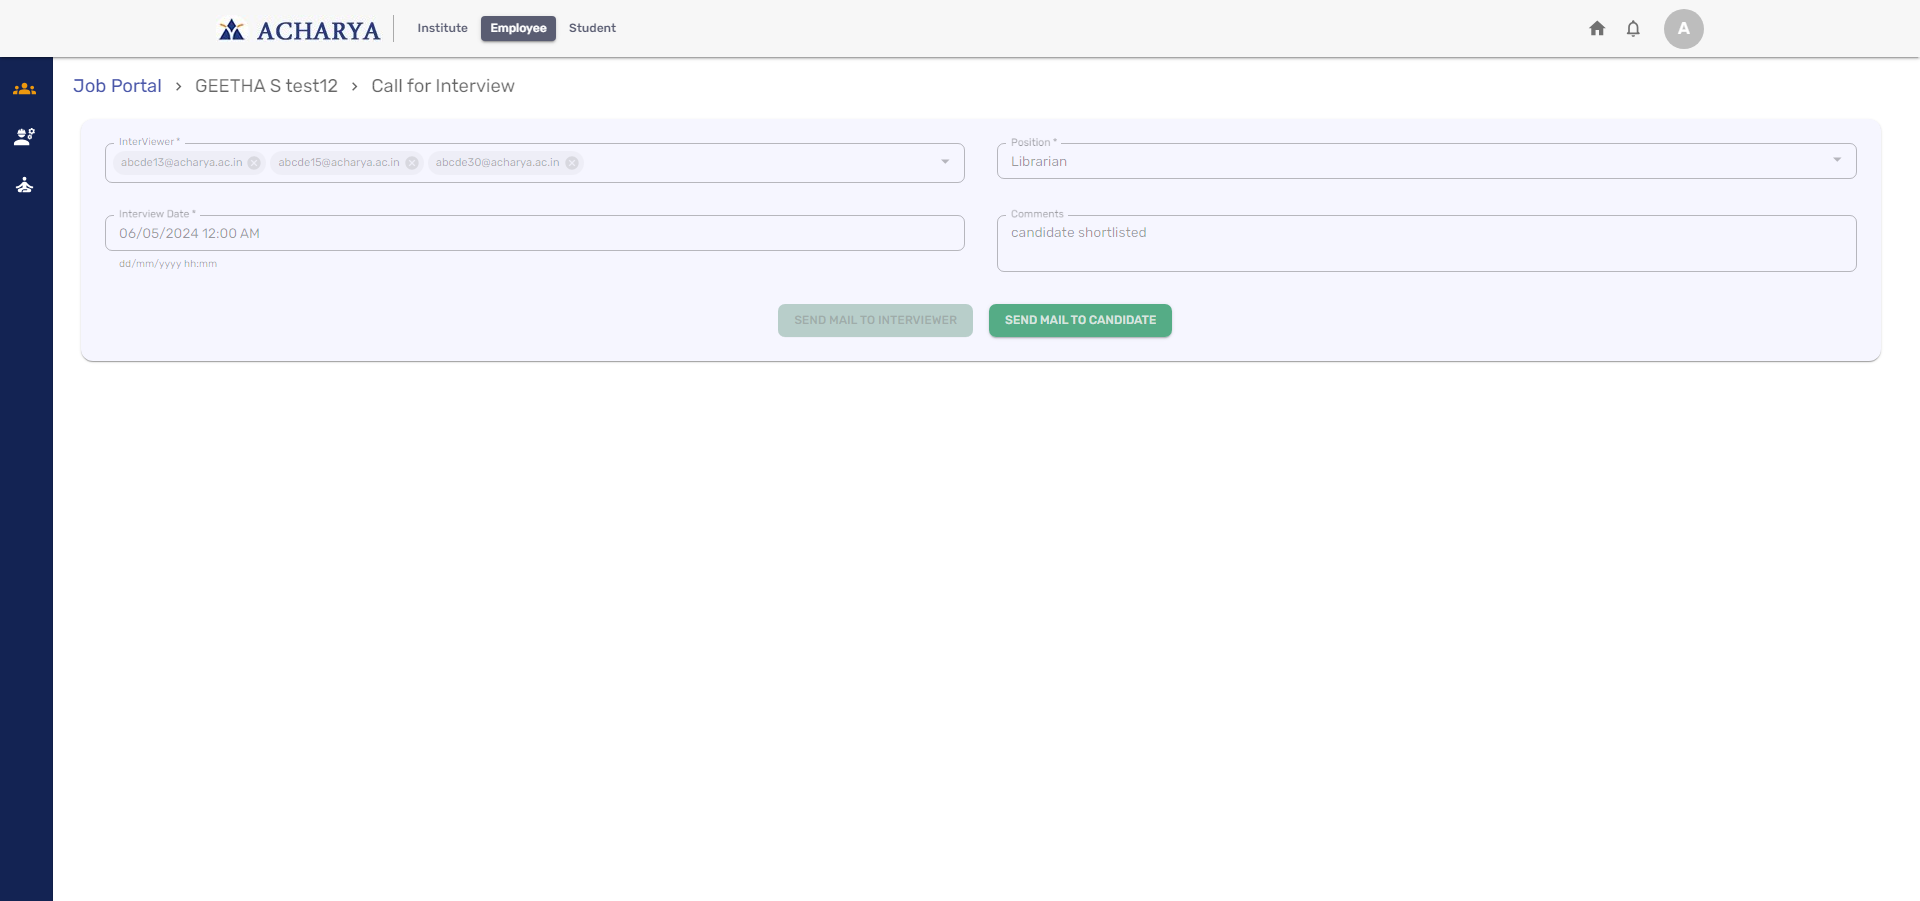 ACHARYA Institute Employee Student A
Job Portal › GEETHA S test12 › Call for Interview
InterViewer * Position *
abcde13@acharya.ac.in abcde15@acharya.ac.in abcde30@acharya.ac.in Librarian
Interview Date * Comments
06/05/2024 12:00 AM candidate shortlisted
dd/mm/yyyy hh:mm
SEND MAIL TO INTERVIEWER SEND MAIL TO CANDIDATE